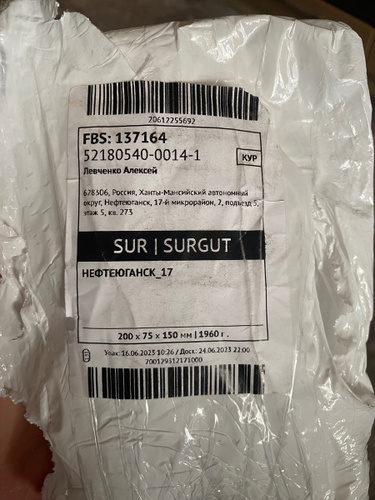 20612255692
FBS: 137164
52180540-0014-1
КУР
Левченко Алексей
628306, Россия, Ханты-Мансийский автономный
округ, Нефтеюганск, 17-й микрорайон, 2, подъезд 5,
этаж 5, кв. 273
SUR | SURGUT
НЕФТЕЮГАНСК_17
200 x 75 x 150 мм | 1960 г.
Упак: 16.06.2023 10:26 / Дост: 24.06.2023 22:00
700129312171000